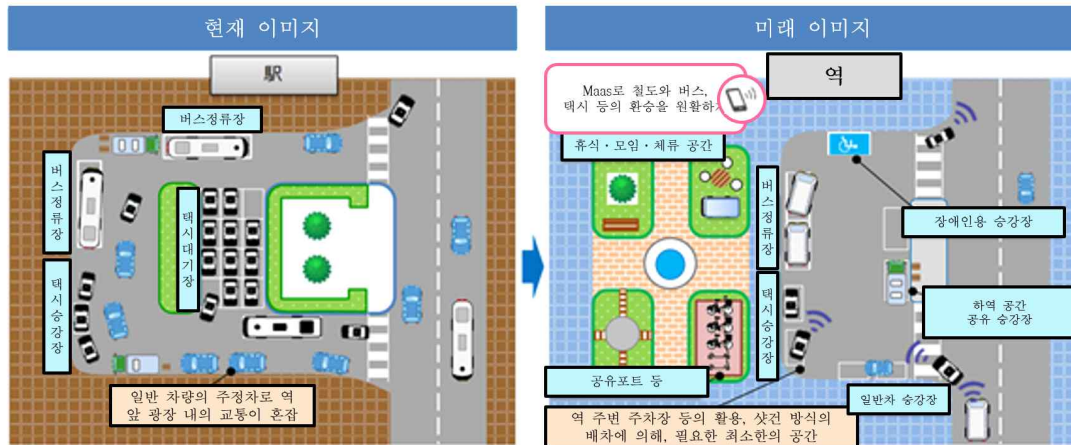 현재 이미지
駅
버스정류장
버스정류장
택시대기장
택시승강장
일반 차량의 주정차로 역
앞 광장 내의 교통이 혼잡
미래 이미지
역
Maas로 철도와 버스,
택시 등의 환승을 원활하
휴식·모임·체류 공간
버스정류장
장애인용 승강장
택시승강장
하역 공간
공유 승강장
공유포트 등
일반차 승강장
역 주변 주차장 등의 활용, 샷건 방식의
배차에 의해, 필요한 최소한의 공간